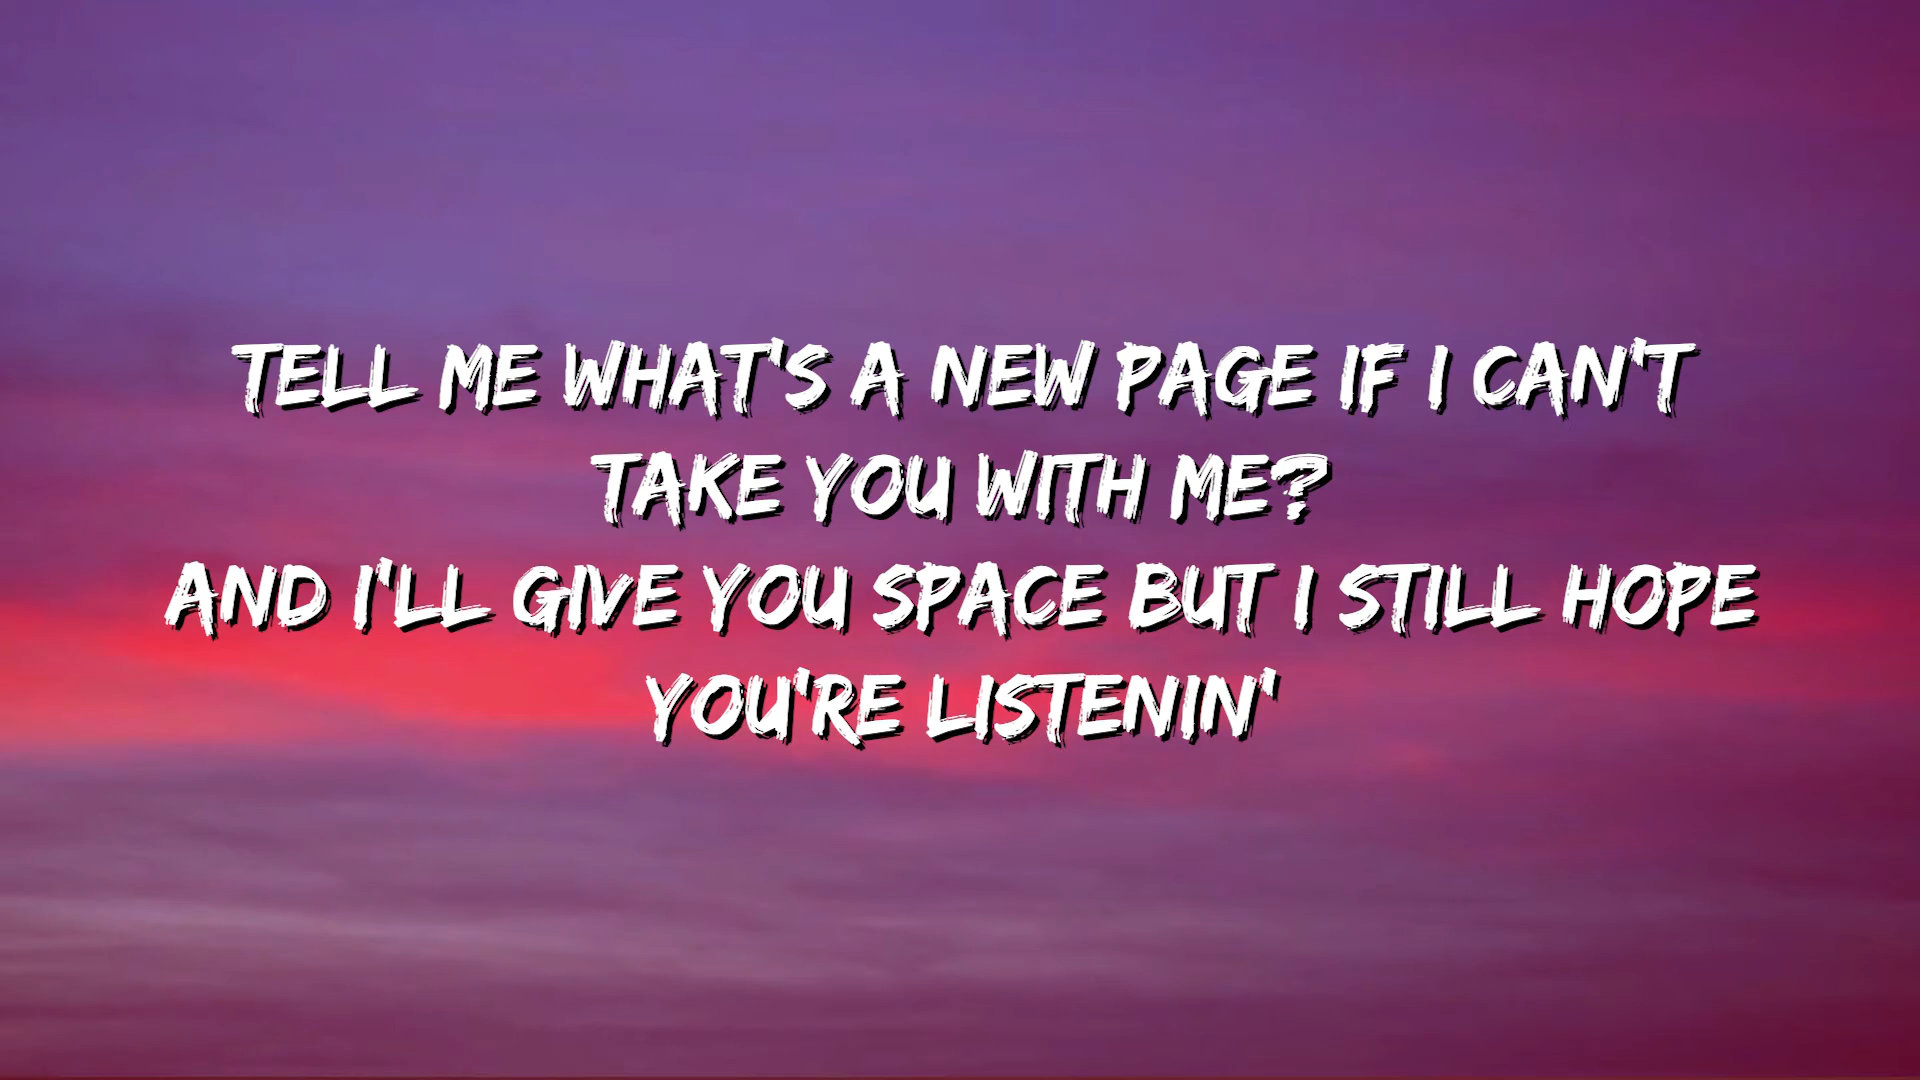 TELL ME WHAT'S A NEW PAGE IF I CAN'T
TAKE YOU WITH ME?
AND I'LL GIVE YOU SPACE BUT I STILL HOPE
YOU'RE LISTENIN'